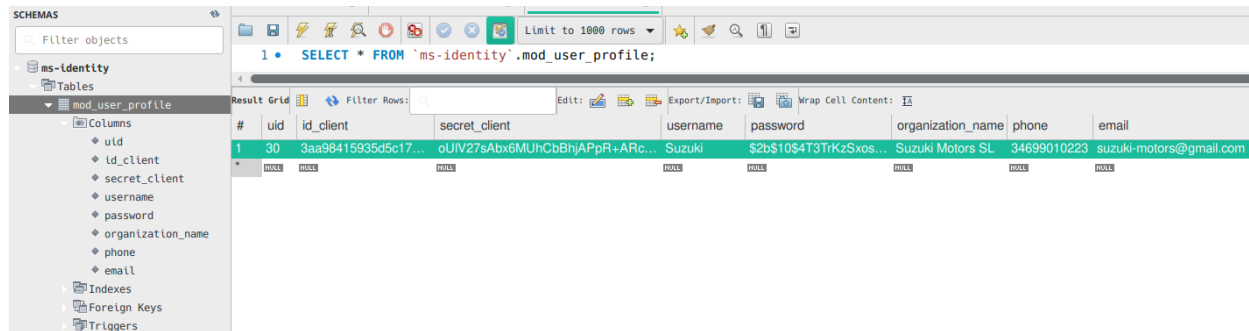 SCHEMAS
Filter objects
ms-identity
Tables
mod_user_profile
Columns
uid
id_client
secret_client
username
password
organization_name
phone
email
Indexes
Foreign Keys
Triggers
Limit to 1000 rows
1 SELECT * FROM `ms-identity`.mod_user_profile;
Result Grid Filter Rows: Edit: Export/Import: Wrap Cell Content:
# uid id_client secret_client username password organization_name phone email
1 30 3aa98415935d5c17... oUIV27sAbx6MUhCbBhjAPpR+ARc... Suzuki $2b$10$4T3TrKzSxos... Suzuki Motors SL 34699010223 suzuki-motors@gmail.com
* NULL NULL NULL NULL NULL NULL NULL NULL